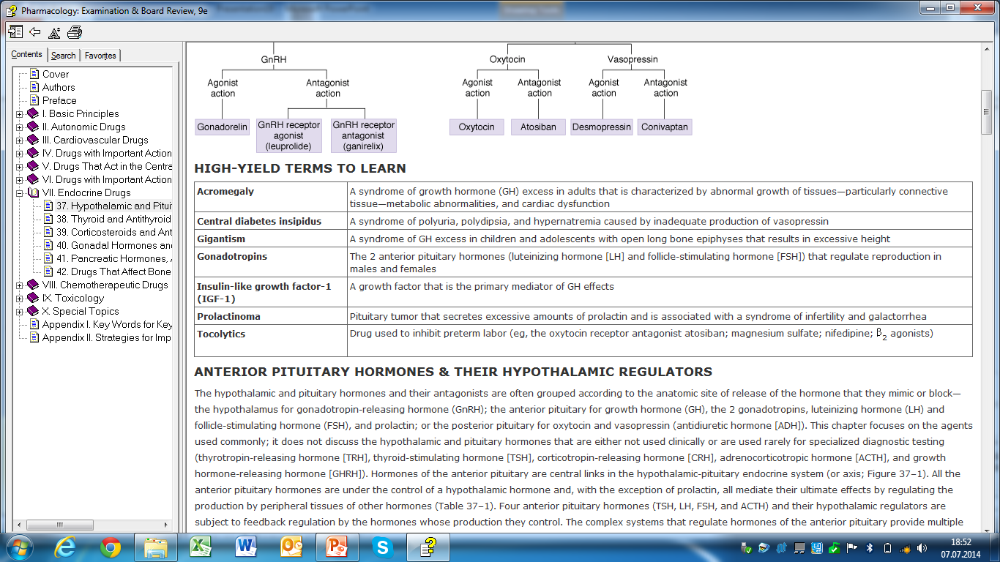 Pharmacology: Examination & Board Review, 9e
Contents
Search
Favorites
Cover
Authors
Preface
I. Basic Principles
II. Autonomic Drugs
III. Cardiovascular Drugs
IV. Drugs with Important Action
V. Drugs That Act in the Centra
VI. Drugs with Important Action
VII. Endocrine Drugs
37. Hypothalamic and Pituit
38. Thyroid and Antithyroid
39. Corticosteroids and Ant
40. Gonadal Hormones and
41. Pancreatic Hormones, A
42. Drugs That Affect Bone
VIII. Chemotherapeutic Drugs
IX. Toxicology
X. Special Topics
Appendix I. Key Words for Key
Appendix II. Strategies for Imp
GnRH
Oxytocin
Vasopressin
Agonist action
Antagonist action
Agonist action
Antagonist action
Agonist action
Antagonist action
Gonadorelin
GnRH receptor agonist (leuprolide)
GnRH receptor antagonist (ganirelix)
Oxytocin
Atosiban
Desmopressin
Conivaptan
HIGH-YIELD TERMS TO LEARN
Acromegaly
A syndrome of growth hormone (GH) excess in adults that is characterized by abnormal growth of tissues—particularly connective
tissue—metabolic abnormalities, and cardiac dysfunction
Central diabetes insipidus
A syndrome of polyuria, polydipsia, and hypernatremia caused by inadequate production of vasopressin
Gigantism
A syndrome of GH excess in children and adolescents with open long bone epiphyses that results in excessive height
Gonadotropins
The 2 anterior pituitary hormones (luteinizing hormone [LH] and follicle-stimulating hormone [FSH]) that regulate reproduction in
males and females
Insulin-like growth factor-1
(IGF-1)
A growth factor that is the primary mediator of GH effects
Prolactinoma
Pituitary tumor that secretes excessive amounts of prolactin and is associated with a syndrome of infertility and galactorrhea
Tocolytics
Drug used to inhibit preterm labor (eg, the oxytocin receptor antagonist atosiban; magnesium sulfate; nifedipine; β2 agonists)
ANTERIOR PITUITARY HORMONES & THEIR HYPOTHALAMIC REGULATORS
The hypothalamic and pituitary hormones and their antagonists are often grouped according to the anatomic site of release of the hormone that they mimic or block—
the hypothalamus for gonadotropin-releasing hormone (GnRH); the anterior pituitary for growth hormone (GH), the 2 gonadotropins, luteinizing hormone (LH) and
follicle-stimulating hormone (FSH), and prolactin; or the posterior pituitary for oxytocin and vasopressin (antidiuretic hormone [ADH]). This chapter focuses on the agents
used commonly; it does not discuss the hypothalamic and pituitary hormones that are either not used clinically or are used rarely for specialized diagnostic testing
(thyrotropin-releasing hormone [TRH], thyroid-stimulating hormone [TSH], corticotropin-releasing hormone [CRH], adrenocorticotropic hormone [ACTH], and growth
hormone-releasing hormone [GHRH]). Hormones of the anterior pituitary are central links in the hypothalamic-pituitary endocrine system (or axis; Figure 37–1). All the
anterior pituitary hormones are under the control of a hypothalamic hormone and, with the exception of prolactin, all mediate their ultimate effects by regulating the
production by peripheral tissues of other hormones (Table 37–1). Four anterior pituitary hormones (TSH, LH, FSH, and ACTH) and their hypothalamic regulators are
subject to feedback regulation by the hormones whose production they control. The complex systems that regulate hormones of the anterior pituitary provide multiple
18:52
07.07.2014